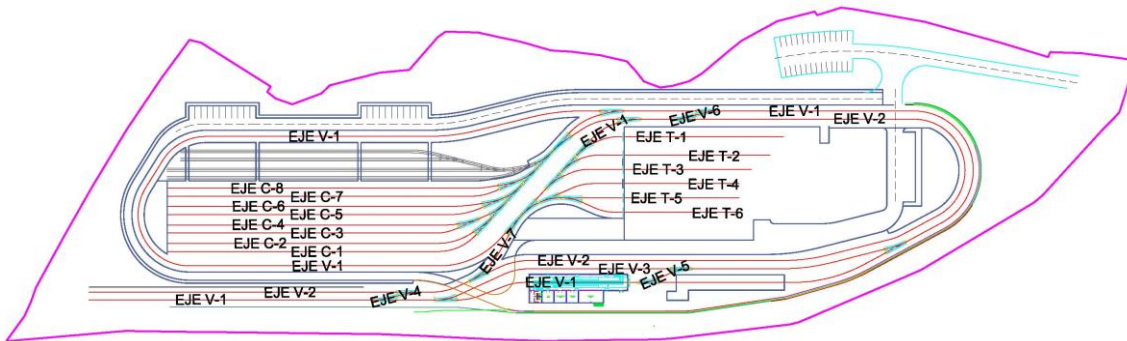 EJE V-1
EJE V-1
EJE V-6
EJE V-1
EJE V-2
EJE T-1
EJE T-2
EJE T-3
EJE T-4
EJE T-5
EJE T-6
EJE C-8
EJE C-7
EJE C-6
EJE C-5
EJE C-4
EJE C-3
EJE C-2
EJE C-1
EJE V-1
EJE V-7
EJE V-2
EJE V-3
EJE V-1
EJE V-5
EJE V-1
EJE V-2
EJE V-4